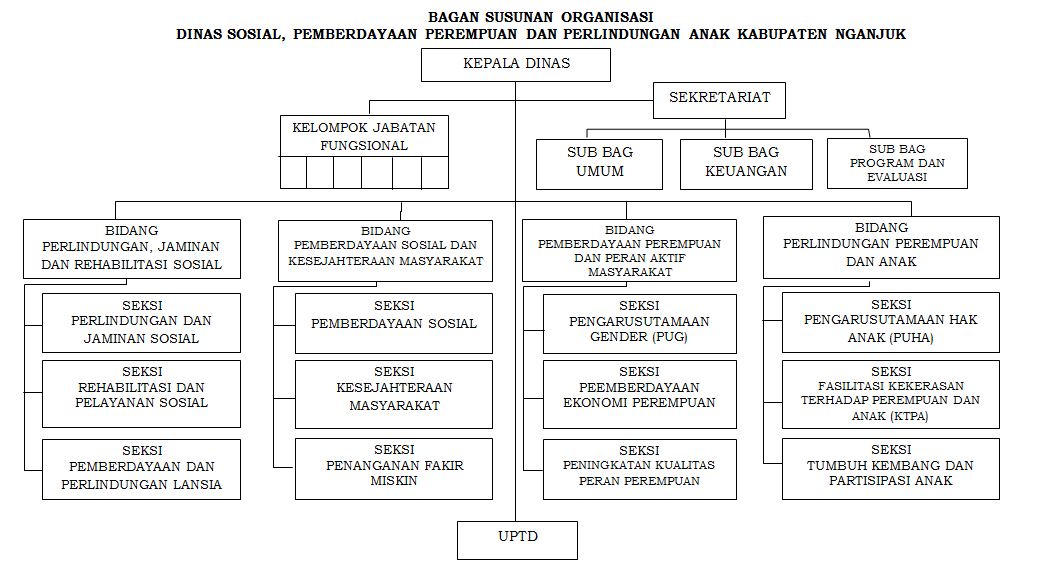 BAGAN SUSUNAN ORGANISASI
DINAS SOSIAL, PEMBERDAYAAN PEREMPUAN DAN PERLINDUNGAN ANAK KABUPATEN NGANJUK
KEPALA DINAS
SEKRETARIAT
KELOMPOK JABATAN
FUNGSIONAL
SUB BAG
UMUM
SUB BAG
KEUANGAN
SUB BAG
PROGRAM DAN
EVALUASI
BIDANG
PERLINDUNGAN, JAMINAN
DAN REHABILITASI SOSIAL
BIDANG
PEMBERDAYAAN SOSIAL DAN
KESEJAHTERAAN MASYARAKAT
BIDANG
PEMBERDAYAAN PEREMPUAN
DAN PERAN AKTIF
MASYARAKAT
BIDANG
PERLINDUNGAN PEREMPUAN
DAN ANAK
SEKSI
PERLINDUNGAN DAN
JAMINAN SOSIAL
SEKSI
PEMBERDAYAAN SOSIAL
SEKSI
PENGARUSUTAMAAN
GENDER (PUG)
SEKSI
PENGARUSUTAMAAN HAK
ANAK (PUHA)
SEKSI
REHABILITASI DAN
PELAYANAN SOSIAL
SEKSI
KESEJAHTERAAN
MASYARAKAT
SEKSI
PEEMBERDAYAAN
EKONOMI PEREMPUAN
SEKSI
FASILITASI KEKERASAN
TERHADAP PEREMPUAN DAN
ANAK (KTPA)
SEKSI
PEMBERDAYAAN DAN
PERLINDUNGAN LANSIA
SEKSI
PENANGANAN FAKIR
MISKIN
SEKSI
PENINGKATAN KUALITAS
PERAN PEREMPUAN
SEKSI
TUMBUH KEMBANG DAN
PARTISIPASI ANAK
UPTD